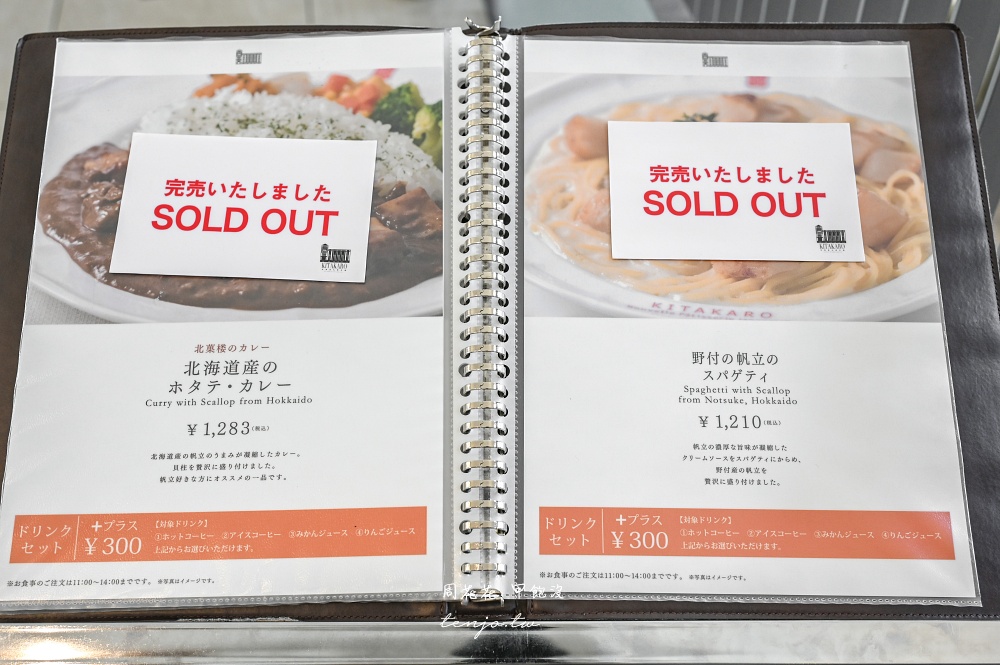 完売いたしました
SOLD OUT
KITAKARO
北菓楼のカレー
北海道産の
ホタテ・カレー
Curry with Scallop from Hokkaido
¥1,283(税込)
北海道産の帆立のうまみが凝縮したカレー。
貝柱を贅沢に盛り付けました。
帆立好きな方にオススメの一品です。
ドリンク
セット
+プラス
¥300
【対象ドリンク】
①ホットコーヒー ②アイスコーヒー ③みかんジュース ④りんごジュース
上記からお選びいただけます。
※お食事のご注文は11:00~14:00までです。 ※写真はイメージです。
完売いたしました
SOLD OUT
KITAKARO
KITAKARO
野付の帆立の
スパゲティ
Spaghetti with Scallop
from Notsuke, Hokkaido
¥1,210(税込)
帆立の濃厚な旨味が凝縮した
クリームソースをスパゲティにからめ、
野付産の帆立を
贅沢に盛り付けました。
ドリンク
セット
+プラス
¥300
【対象ドリンク】
①ホットコーヒー ②アイスコーヒー ③みかんジュース ④りんごジュース
上記からお選びいただけます。
※お食事のご注文は11:00~14:00までです。 ※写真はイメージです。
tenjo.tw